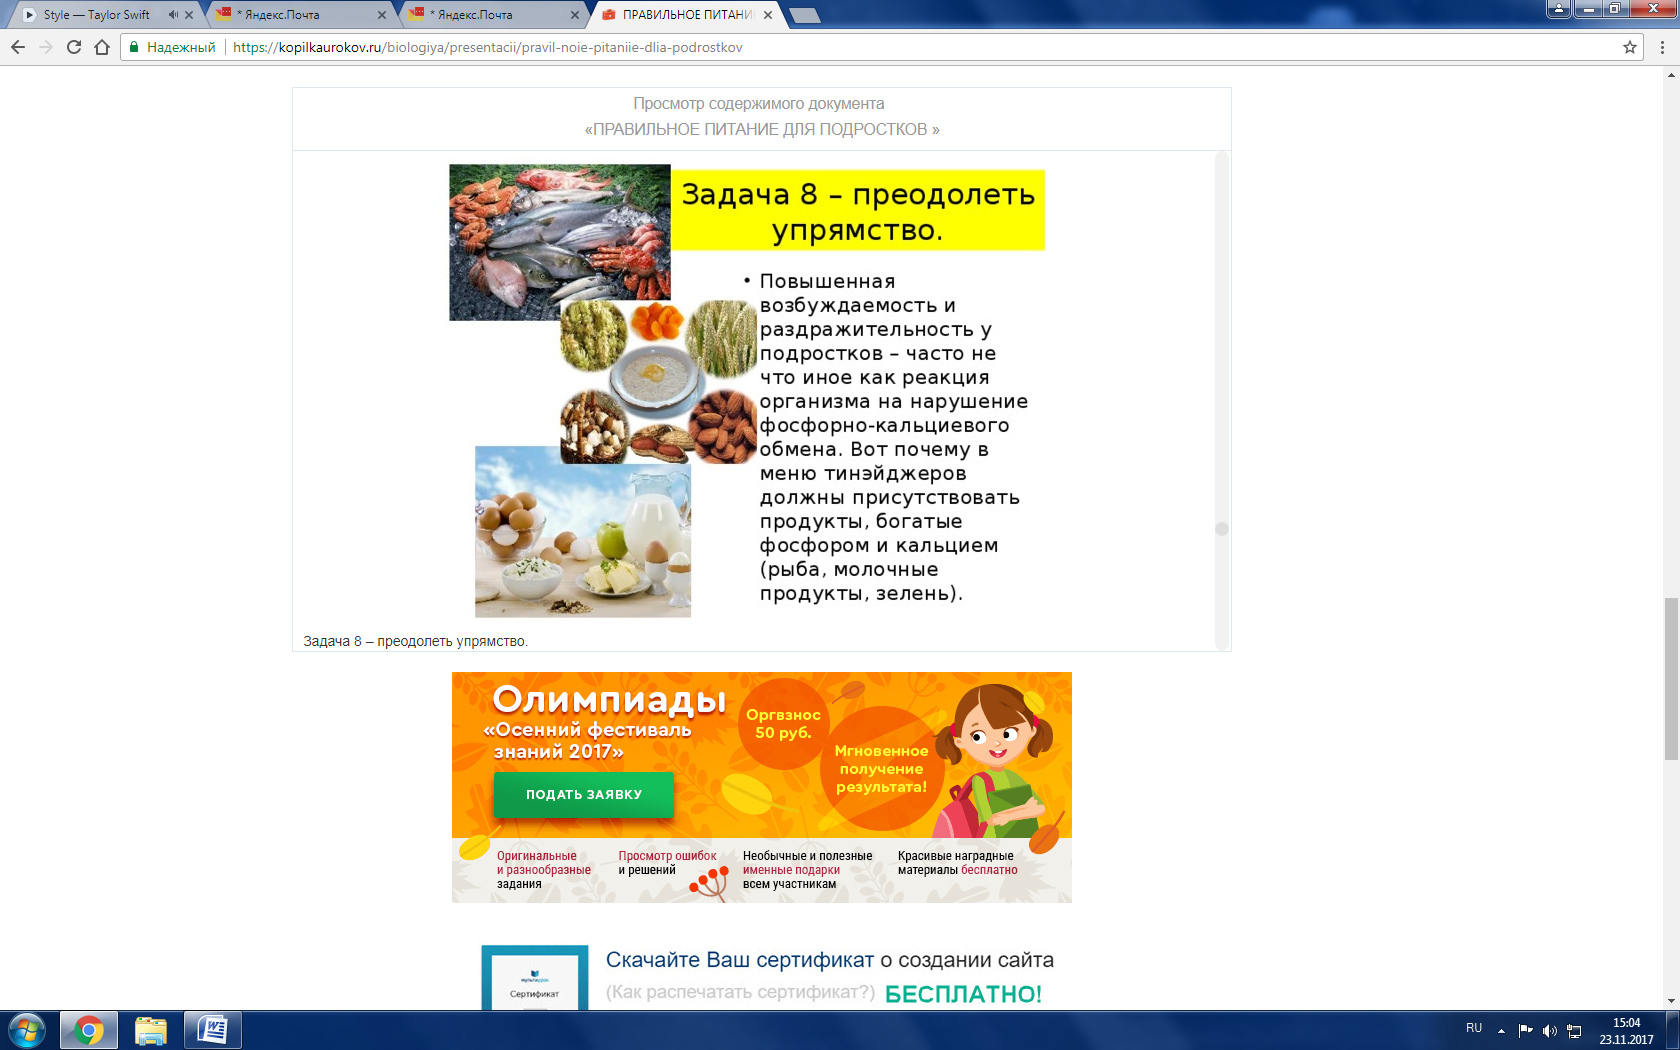 Style — Taylor Swift
* Яндекс.Почта
* Яндекс.Почта
ПРАВИЛЬНОЕ ПИТАНИ
Надежный
https://kopilkaurokov.ru/biologiya/presentacii/pravil-noie-pitaniie-dlia-podrostkov
Просмотр содержимого документа
«ПРАВИЛЬНОЕ ПИТАНИЕ ДЛЯ ПОДРОСТКОВ »
Задача 8 – преодолеть
упрямство.
• Повышенная
возбуждаемость и
раздражительность у
подростков – часто не
что иное как реакция
организма на нарушение
фосфорно-кальциевого
обмена. Вот почему в
меню тинэйджеров
должны присутствовать
продукты, богатые
фосфором и кальцием
(рыба, молочные
продукты, зелень).
Задача 8 – преодолеть упрямство.
Олимпиады
«Осенний фестиваль
знаний 2017»
ПОДАТЬ ЗАЯВКУ
Оргвзнос
50 руб.
Мгновенное
получение
результата!
Оригинальные
и разнообразные
задания
Просмотр ошибок
и решений
Необычные и полезные
именные подарки
всем участникам
Красивые наградные
материалы бесплатно
мультиурок
Сертификат
Скачайте Ваш сертификат о создании сайта
(Как распечатать сертификат?) БЕСПЛАТНО!
RU
15:04
23.11.2017